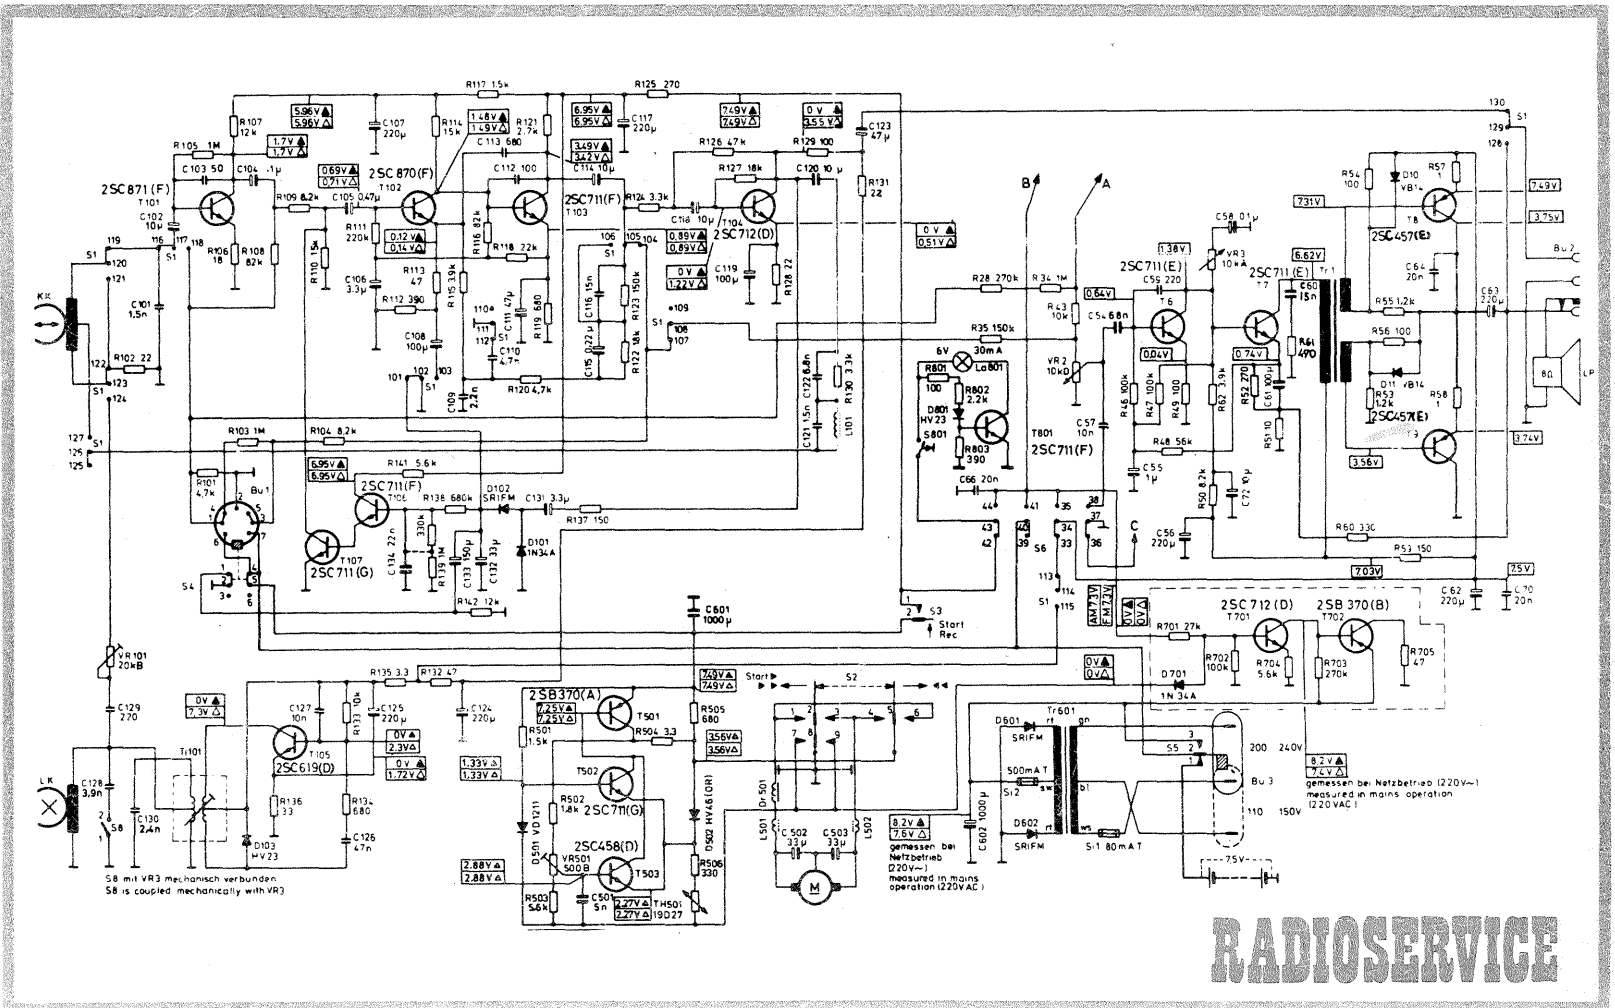 R117 1.5k
R125 270
R107 12k
5.96V
5.96V
C107 220µ
R114 15k
1.48V
1.49V
R121 2.7k
6.95V
6.95V
C117 220µ
7.49V
7.49V
0 V
3.55 V
C123 47µ
130
S1
129
128
R105 1M
1.7V
1.7V
C113 680
3.49V
3.42V
R126 47k
R129 100
C103 50
C104 .1µ
0.69V
0.71V
2SC 870(F)
T102
C112 100
C114 10µ
R127 18k
C120 10 µ
R131 22
2SC871(F)
T101
C102 10µ
R109 8.2k
C105 0.47µ
2SC711(F)
T103
R124 3.3k
C118 10µ
T104
2SC712(D)
B
A
R54 100
D10 VB14
R57 1
T8
2SC457(E)
7.49V
7.31V
3.75V
C58 .01µ
R111 220k
0.12 V
0.14 V
R116 82k
R118 22k
106
105
104
0.89V
0.89V
0 V
0.51V
1.38V
VR3 10kA
119
116
117
118
S1
120
121
S1
R106 18
R108 82k
R110 15k
C106 3.3µ
R113 47
R115 3.9k
R112 390
0 V
1.22V
C119 100µ
R128 22
R28 270k
R34 1M
2SC711(E)
C59 220
T6
2SC711 (E)
T7
6.62V
C60 15n
Tr1
C64 20n
Bu 2
C63 220µ
KK
C101 1.5n
110
111
S1
C111 47µ
R119 680
C116 15n
R123 150k
109
108
107
S1
R43 10k
0.64V
C54 68n
R55 1.2k
R56 100
R35 150k
C108 100µ
C110 4.7n
C115 0.22µ
R122 18k
6V
30mA
La801
VR2 10kD
0.04V
0.74V
R61 470
122
R102 22
123
S1
124
101
102
103
S1
C109 2.2n
R120 4.7k
C122 6.8n
R130 3.3k
R801 100
R802 2.2k
D801 HV23
R803 390
S801
T801
2SC711(F)
R46 100k
R47 100k
R49 100
R62 3.9k
R52 270
C61 100µ
D11 VB14
R53 1.2k
2SC457(E)
T9
R58 1
8Ω
LP
127
126
S1
125
R103 1M
R104 8.2k
C121 1.5n
L101
C57 10n
R48 56k
R51 10
3.74V
3.56V
R101 4.7k
Bu 1
6.95V
6.95V
R141 5.6k
2SC711(F)
T106
R138 680k
D102 SR1FM
C131 3.3µ
C66 20n
C55 1µ
R50 8.2k
C72 10µ
R137 150
44
41
35
38
43
42
40
39
34
33
37
36
S6
C
C56 220µ
R60 330
R53 150
7.03V
7.5V
T107
2SC711(G)
C134 22n
330k
R139 1M
C133 150µ
C132 33µ
D101 1N34A
R142 12k
S4
C601 1000µ
S3
Start
Rec
113
114
S1
115
AM7.3V
FM7.3V
0V
0V
2SC712(D)
T701
2SB370(B)
T702
C62 220µ
C70 20n
R701 27k
R702 100k
R704 5.6k
R703 270k
R705 47
D701
1N 34A
0V
0V
VR101 20kB
R135 3.3
R132 47
C129 270
0V
7.3V
C127 10n
R133 10k
C125 220µ
C124 220µ
0V
2.3V
0V
1.72V
T105
2SC619(D)
2SB370(A)
7.25V
7.25V
T501
R501 1.5k
R504 3.3
R505 680
7.49V
7.49V
3.56V
3.56V
Start
S2
LK
C128 3.9n
S8
C130 2.4n
Tr101
D103 HV23
R136 33
R134 680
C126 47n
1.33V
1.33V
T502
2SC711(G)
R502 1.8k
D501 VD1211
VR501 500B
2SC458(D)
T503
2.88V
2.88V
R503 5.6k
C501 5n
2.27V
2.27V
TH501 19D27
D502 HV46(OR)
R506 330
Dr501
L501
L502
C502 33µ
C503 33µ
M
8.2V
7.6V
gemessen bei
Netzbetrieb
(220V~)
measured in mains
operation (220VAC)
C602 1000µ
D601 SRIFM
Tr601
rt
gn
500mA T
Si2
sw
bl
D602 SRIFM
rt
ws
Si1 80mAT
S5
200 240V
Bu 3
110 150V
7.5V
8.2V
7.4V
gemessen bei Netzbetrieb (220V~)
measured in mains operation
(220VAC)
S8 mit VR3 mechanisch verbunden
S8 is coupled mechanically with VR3
RADIOSERVICE